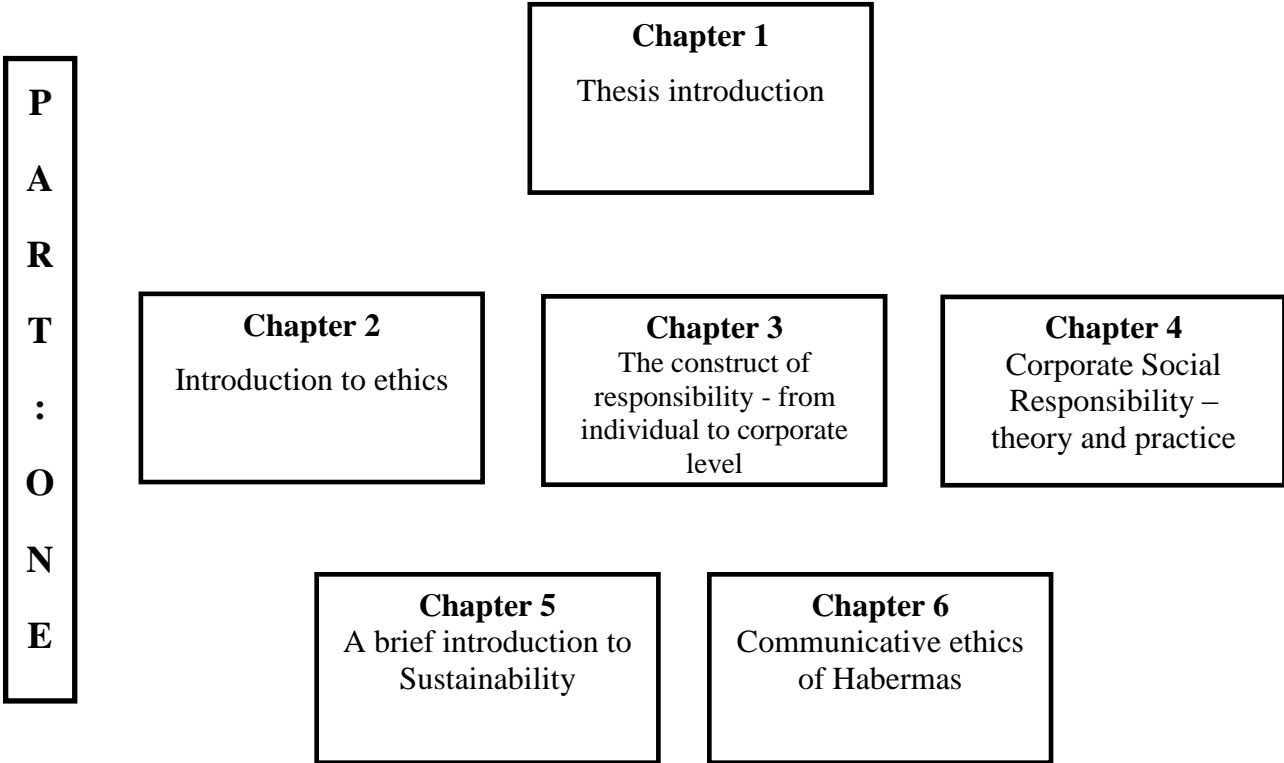 P
A
R
T
:
O
N
E
Chapter 1
Thesis introduction
Chapter 2
Introduction to ethics
Chapter 3
The construct of
responsibility - from
individual to corporate
level
Chapter 4
Corporate Social
Responsibility –
theory and practice
Chapter 5
A brief introduction to
Sustainability
Chapter 6
Communicative ethics
of Habermas